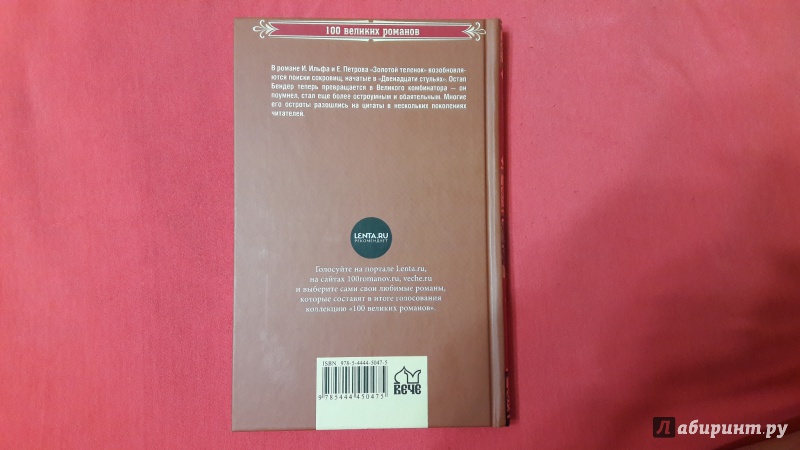 100 великих романов
В романе И. Ильфа и Е. Петрова «Золотой теленок» возобновля-
ются поиски сокровищ, начатые в «Двенадцати стульях». Остап
Бендер теперь превращается в Великого комбинатора — он
поумнел, стал еще более остроумным и обаятельным. Многие
его остроты разошлись на цитаты в нескольких поколениях
читателей.
LENTA.RU
РЕКОМЕНДУЕТ
Голосуйте на портале Lenta.ru,
на сайтах 100romanov.ru, veche.ru
и выберите сами свои любимые романы,
которые составят в итоге голосования
коллекцию «100 великих романов».
ISBN 978-5-4444-5047-5
9 785444 450475
ВЕЧЕ
Лабиринт.ру